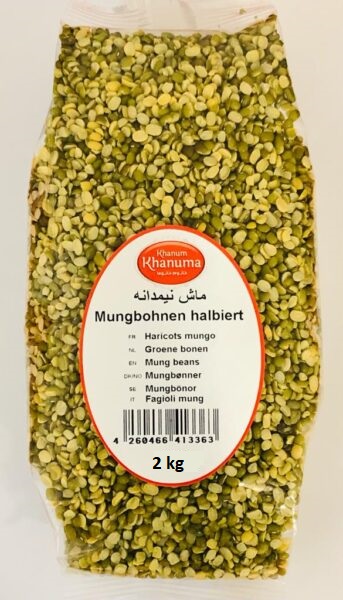 Khanum
Khanuma
ماش نیمدانه
Mungbohnen halbiert
FR Haricots mungo
NL Groene bonen
EN Mung beans
DK/NO Mungbønner
SE Mungbönor
IT Fagioli mung
4 260466 413363
2 kg